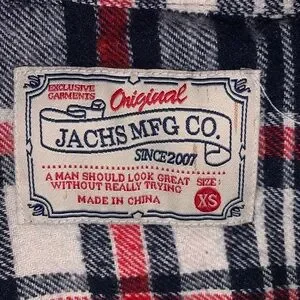 EXCLUSIVE
GARMENTS
Original
JACHS MFG CO.
SINCE 2007
A MAN SHOULD LOOK GREAT
WITHOUT REALLY TRYING
MADE IN CHINA
SIZE:
XS